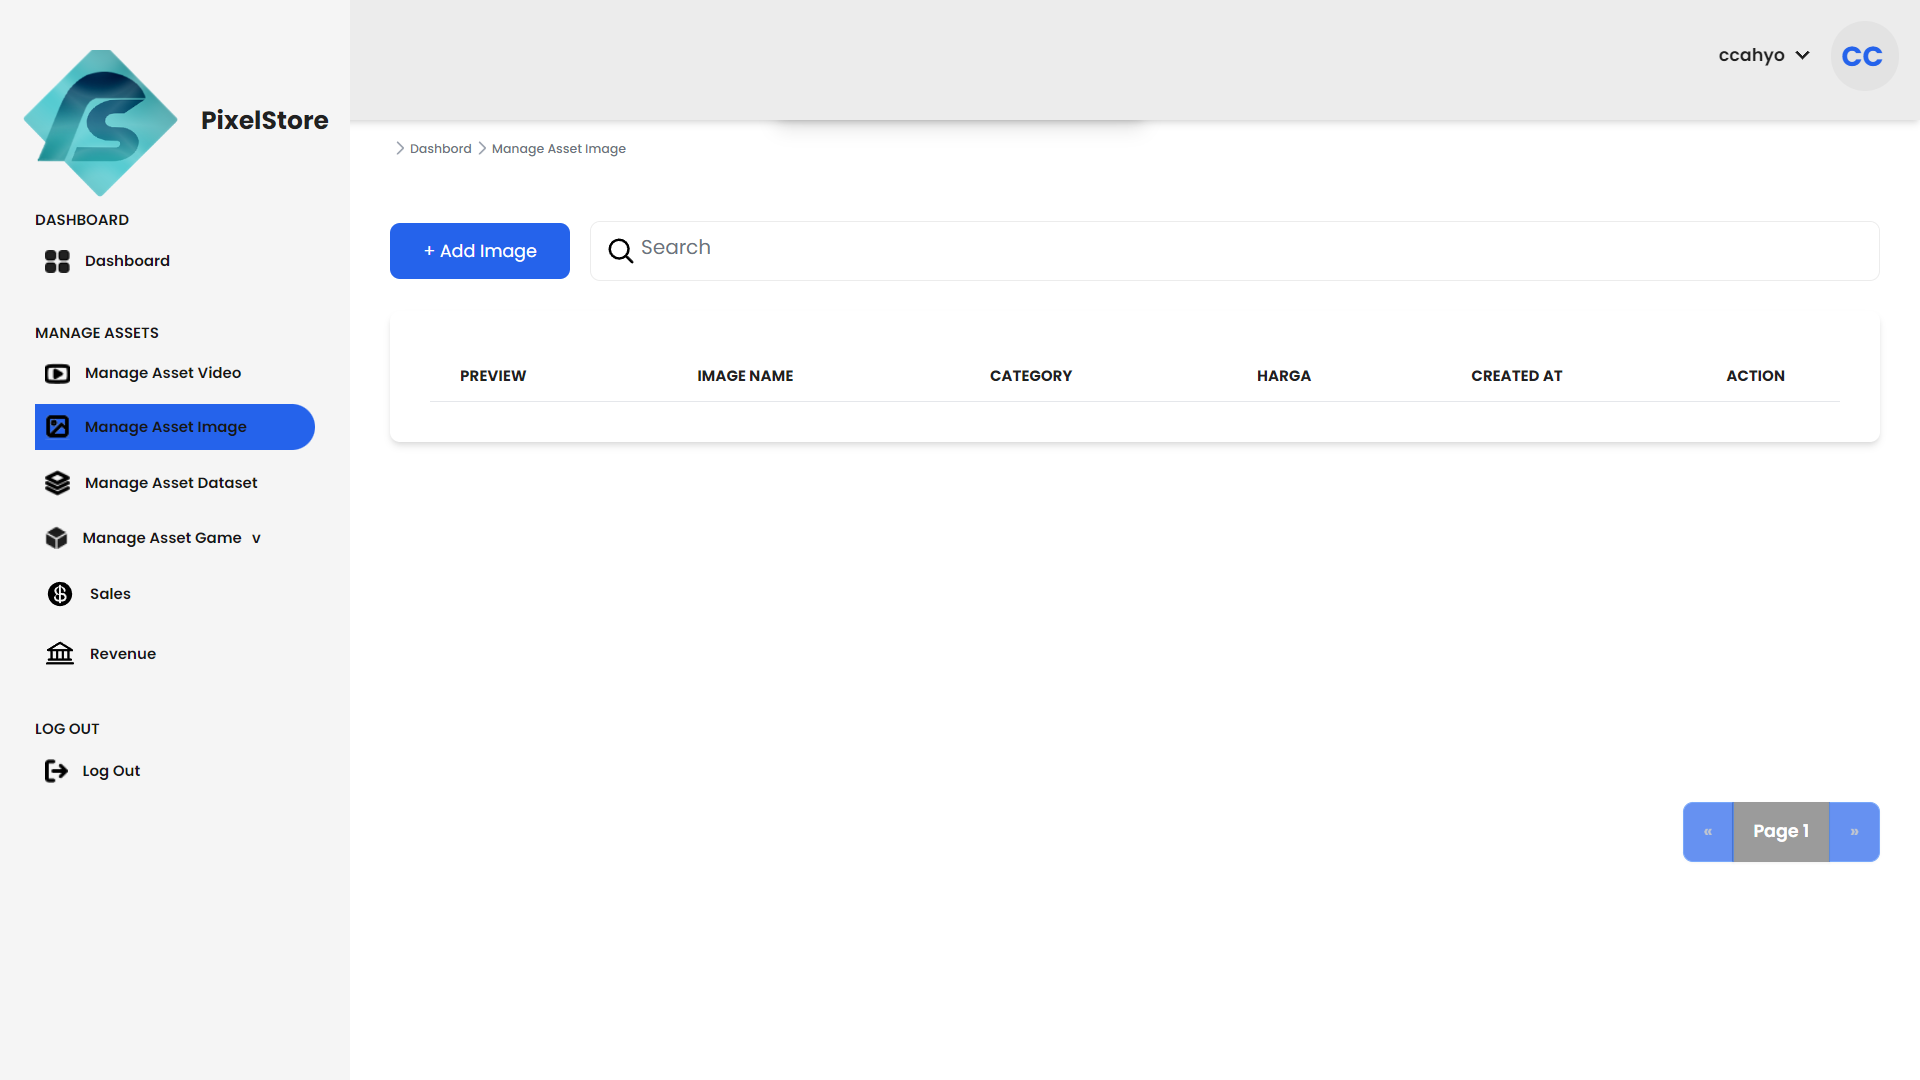 PixelStore
DASHBOARD
Dashboard
MANAGE ASSETS
Manage Asset Video
Manage Asset Image
Manage Asset Dataset
Manage Asset Game v
Sales
Revenue
LOG OUT
Log Out
ccahyo
CC
Dashbord
Manage Asset Image
+ Add Image
Search
PREVIEW IMAGE NAME CATEGORY HARGA CREATED AT ACTION
« Page 1 »